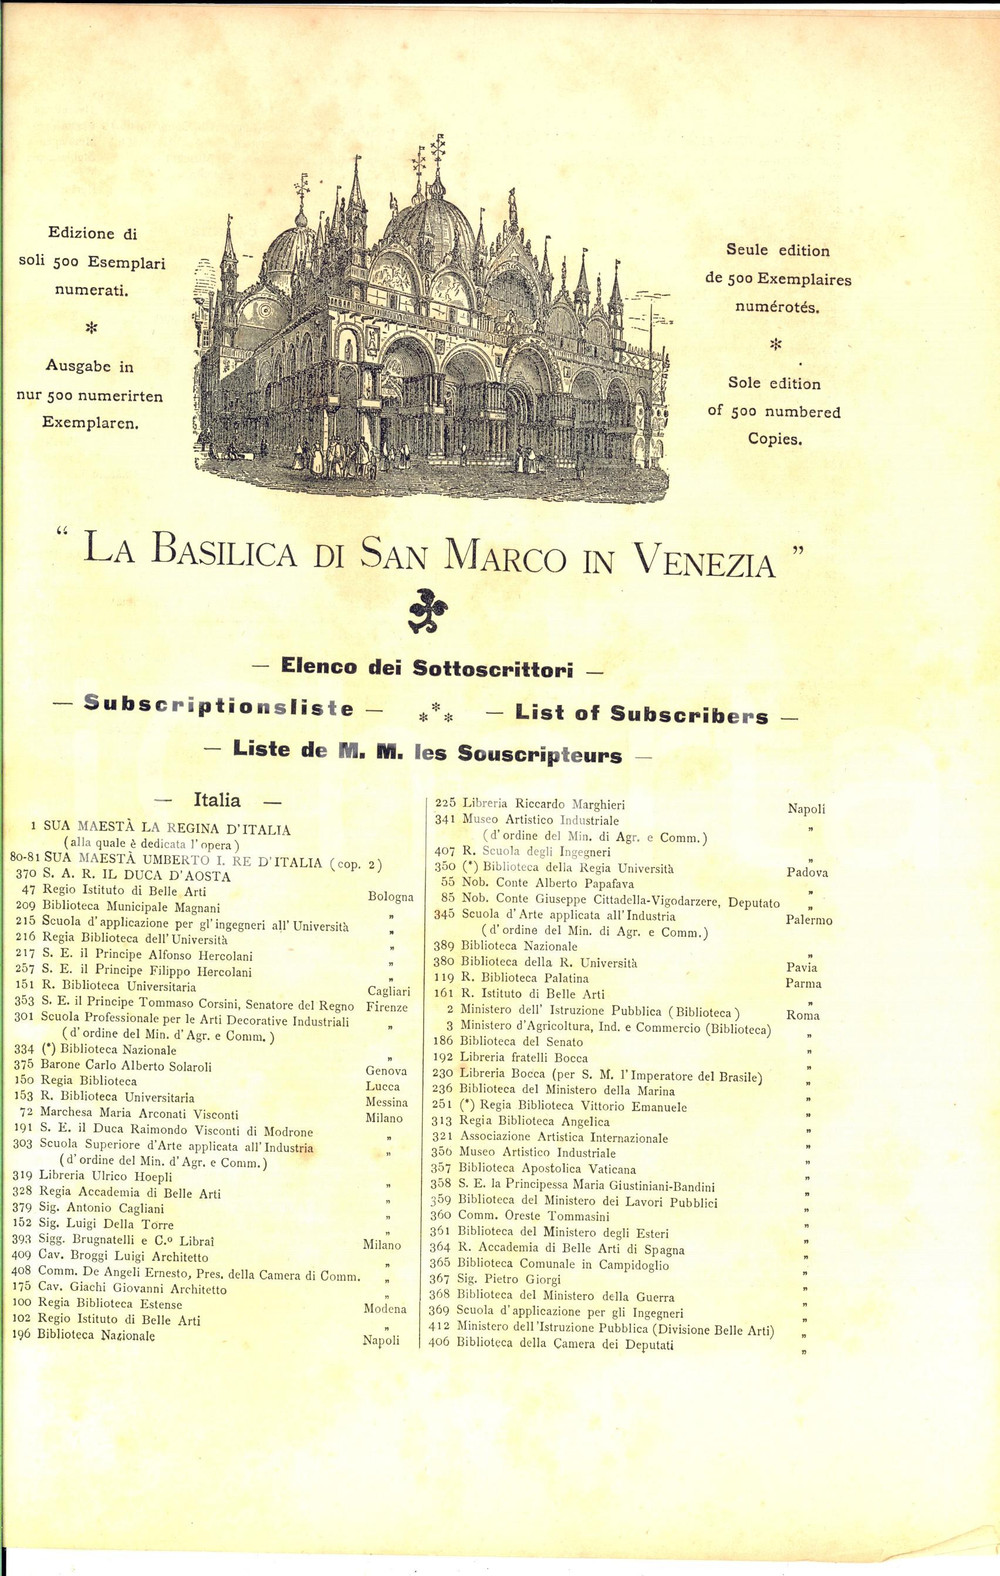 Edizione di
soli 500 Esemplari
numerati.
*
Ausgabe in
nur 500 numerirten
Exemplaren.
Seule edition
de 500 Exemplaires
numérotés.
*
Sole edition
of 500 numbered
Copies.
“ LA BASILICA DI SAN MARCO IN VENEZIA ”
— Elenco dei Sottoscrittori —
— Subscriptionsliste — *** — List of Subscribers —
— Liste de M. M. les Souscripteurs —
— Italia —
1 SUA MAESTÀ LA REGINA D'ITALIA
(alla quale è dedicata l'opera)
80-81 SUA MAESTÀ UMBERTO I. RE D'ITALIA (cop. 2)
370 S. A. R. IL DUCA D'AOSTA
47 Regio Istituto di Belle Arti Bologna
209 Biblioteca Municipale Magnani „
215 Scuola d'applicazione per gl'ingegneri all'Università „
216 Regia Biblioteca dell'Università „
217 S. E. il Principe Alfonso Hercolani „
257 S. E. il Principe Filippo Hercolani „
151 R. Biblioteca Universitaria Cagliari
353 S. E. il Principe Tommaso Corsini, Senatore del Regno Firenze
301 Scuola Professionale per le Arti Decorative Industriali „
(d'ordine del Min. d'Agr. e Comm.)
334 (*) Biblioteca Nazionale „
375 Barone Carlo Alberto Solaroli Genova
150 Regia Biblioteca Lucca
153 R. Biblioteca Universitaria Messina
72 Marchesa Maria Arconati Visconti Milano
191 S. E. il Duca Raimondo Visconti di Modrone „
303 Scuola Superiore d'Arte applicata all'Industria „
(d'ordine del Min. d'Agr. e Comm.)
319 Libreria Ulrico Hoepli „
328 Regia Accademia di Belle Arti „
379 Sig. Antonio Cagliani „
152 Sig. Luigi Della Torre „
393 Sigg. Brugnatelli e C.º Libraî Milano
409 Cav. Broggi Luigi Architetto „
408 Comm. De Angeli Ernesto, Pres. della Camera di Comm. „
175 Cav. Giachi Giovanni Architetto „
100 Regia Biblioteca Estense Modena
102 Regio Istituto di Belle Arti „
196 Biblioteca Nazionale Napoli
225 Libreria Riccardo Marghieri Napoli
341 Museo Artistico Industriale „
(d'ordine del Min. di Agr. e Comm.)
407 R. Scuola degli Ingegneri „
350 (*) Biblioteca della Regia Università Padova
55 Nob. Conte Alberto Papafava „
85 Nob. Conte Giuseppe Cittadella-Vigodarzere, Deputato „
345 Scuola d'Arte applicata all'Industria Palermo
(d'ordine del Min. di Agr. e Comm.)
389 Biblioteca Nazionale „
380 Biblioteca della R. Università Pavia
119 R. Biblioteca Palatina Parma
161 R. Istituto di Belle Arti „
2 Ministero dell'Istruzione Pubblica (Biblioteca) Roma
3 Ministero d'Agricoltura, Ind. e Commercio (Biblioteca) „
186 Biblioteca del Senato „
192 Libreria fratelli Bocca „
230 Libreria Bocca (per S. M. l'Imperatore del Brasile) „
236 Biblioteca del Ministero della Marina „
251 (*) Regia Biblioteca Vittorio Emanuele „
313 Regia Biblioteca Angelica „
321 Associazione Artistica Internazionale „
356 Museo Artistico Industriale „
357 Biblioteca Apostolica Vaticana „
358 S. E. la Principessa Maria Giustiniani-Bandini „
359 Biblioteca del Ministero dei Lavori Pubblici „
360 Comm. Oreste Tommasini „
361 Biblioteca del Ministero degli Esteri „
364 R. Accademia di Belle Arti di Spagna „
365 Biblioteca Comunale in Campidoglio „
367 Sig. Pietro Giorgi „
368 Biblioteca del Ministero della Guerra „
369 Scuola d'applicazione per gli Ingegneri „
412 Ministero dell'Istruzione Pubblica (Divisione Belle Arti) „
406 Biblioteca della Camera dei Deputati „